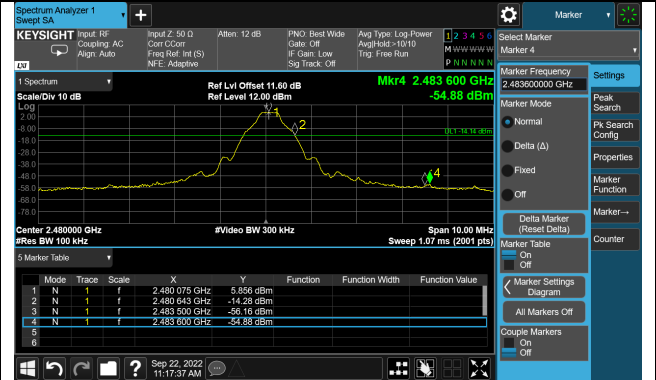 Spectrum Analyzer 1
Swept SA
+
Marker
KEYSIGHT
LXI
Input: RF
Coupling: AC
Align: Auto
Input Z: 50 Ω
Corr CCorr
Freq Ref: Int (S)
NFE: Adaptive
Atten: 12 dB
PNO: Best Wide
Gate: Off
IF Gain: Low
Sig Track: Off
Avg Type: Log-Power
Avg|Hold:>10/10
Trig: Free Run
1 2 3 4 5 6
M W W W W W
P N N N N N
Select Marker
Marker 4
1 Spectrum
Scale/Div 10 dB
Ref Lvl Offset 11.60 dB
Ref Level 12.00 dBm
Mkr4 2.483 600 GHz
-54.88 dBm
Log
2.00
-8.00
-18.0
-28.0
-38.0
-48.0
-58.0
-68.0
-78.0
1
2
4
DL1 -14.14 dBm
Center 2.480000 GHz
#Res BW 100 kHz
#Video BW 300 kHz
Span 10.00 MHz
Sweep 1.07 ms (2001 pts)
5 Marker Table
Mode Trace Scale X Y Function Function Width Function Value
1 N 1 f 2.480 075 GHz 5.856 dBm
2 N 1 f 2.480 643 GHz -14.28 dBm
3 N 1 f 2.483 500 GHz -56.16 dBm
4 N 1 f 2.483 600 GHz -54.88 dBm
5
6
Marker Frequency
2.483600000 GHz
Marker Mode
Normal
Delta (Δ)
Fixed
Off
Delta Marker
(Reset Delta)
Marker Table
On
Off
Marker Settings
Diagram
All Markers Off
Couple Markers
On
Off
Settings
Peak
Search
Pk Search
Config
Properties
Marker
Function
Marker→
Counter
?
Sep 22, 2022
11:17:37 AM